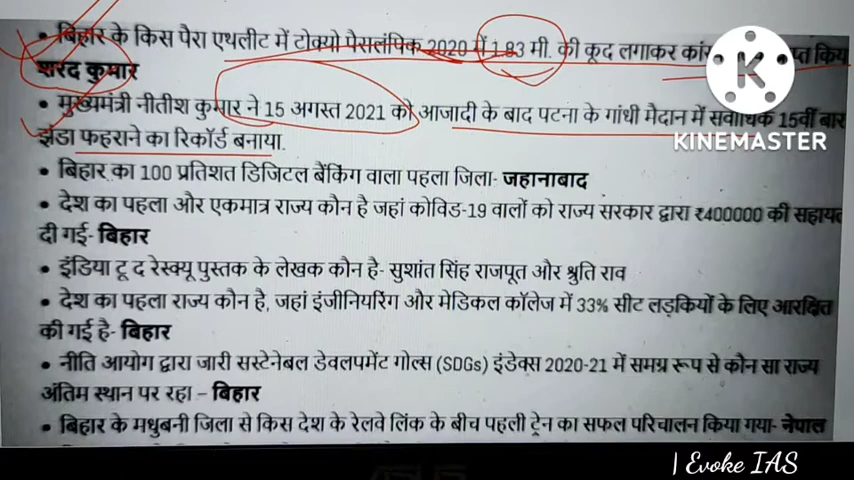 • बिहार के किस पैरा एथलीट में टोक्यो पैसलंपिक 2020 में 1.83 मी. की कूद लगाकर
शरद कुमार
• मुख्यमंत्री नीतीश कुमार ने 15 अगस्त 2021 को आजादी के बाद पटना के गांधी मैदान में सर्वाधिक 15वीं बार
झंडा फहराने का रिकॉर्ड बनाया.
• बिहार का 100 प्रतिशत डिजिटल बैंकिंग वाला पहला जिला- जहानाबाद
• देश का पहला और एकमात्र राज्य कौन है जहां कोविड-19 वालों को राज्य सरकार द्वारा ₹400000 की
दी गई- बिहार
• इंडिया टू द रेस्क्यू पुस्तक के लेखक कौन है- सुशांत सिंह राजपूत और श्रुति राव
• देश का पहला राज्य कौन है, जहां इंजीनियरिंग और मेडिकल कॉलेज में 33% सीट लड़कियों के लिए आरक्षित
की गई है- बिहार
• नीति आयोग द्वारा जारी सस्टेनेबल डेवलपमेंट गोल्स (SDGs) इंडेक्स 2020-21 में समग्र रूप से कौन सा राज्य
अंतिम स्थान पर रहा – बिहार
• बिहार के मधुबनी जिला से किस देश के रेलवे लिंक के बीच पहली ट्रेन का सफल परिचालन किया गया- नेपाल
K
KINEMASTER
| Evoke IAS